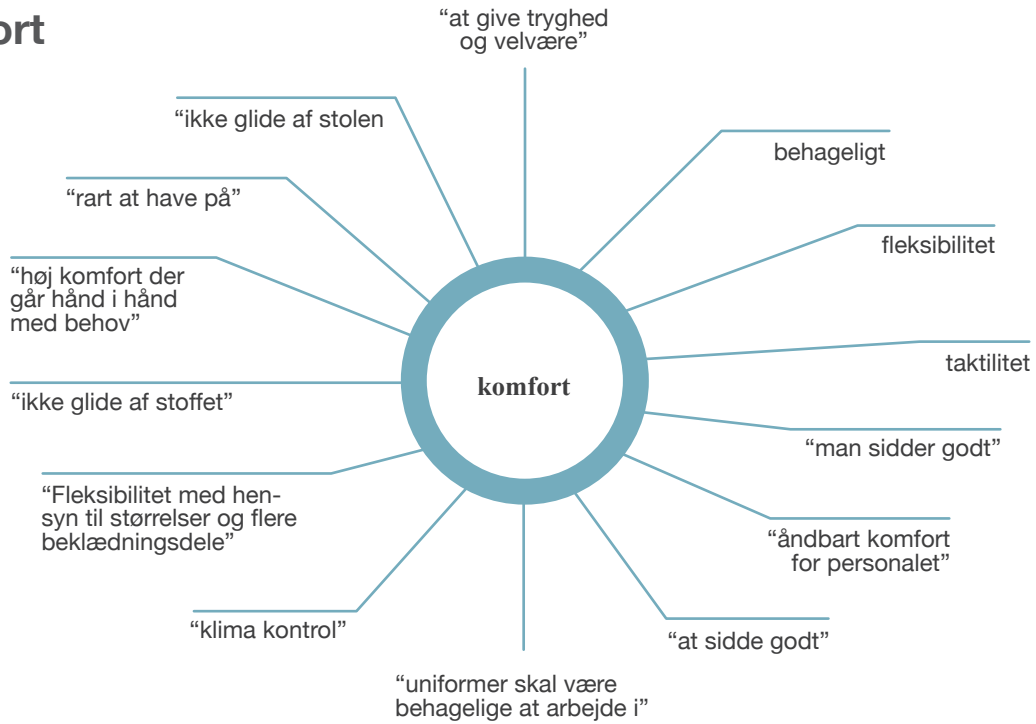 ort
“at give tryghed
og velvære”
“ikke glide af stolen
behageligt
“rart at have på”
fleksibilitet
“høj komfort der
går hånd i hånd
med behov”
taktilitet
komfort
“ikke glide af stoffet”
“man sidder godt”
“Fleksibilitet med hen-
syn til størrelser og flere
beklædningsdele”
“åndbart komfort
for personalet”
“klima kontrol”
“at sidde godt”
“uniformer skal være
behagelige at arbejde i”